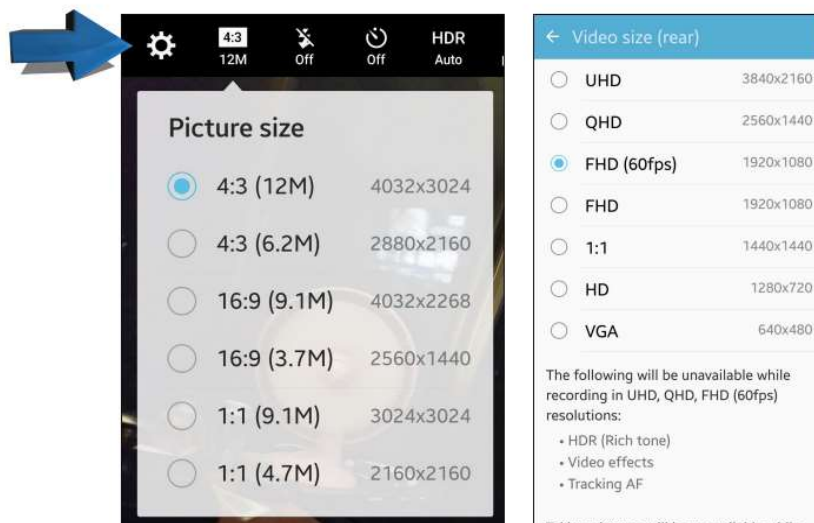 4:3
12M
Off
Off
HDR
Auto
Picture size
4:3 (12M) 4032x3024
4:3 (6.2M) 2880x2160
16:9 (9.1M) 4032x2268
16:9 (3.7M) 2560x1440
1:1 (9.1M) 3024x3024
1:1 (4.7M) 2160x2160
Video size (rear)
UHD 3840x2160
QHD 2560x1440
FHD (60fps) 1920x1080
FHD 1920x1080
1:1 1440x1440
HD 1280x720
VGA 640x480
The following will be unavailable while
recording in UHD, QHD, FHD (60fps)
resolutions:
• HDR (Rich tone)
• Video effects
• Tracking AF